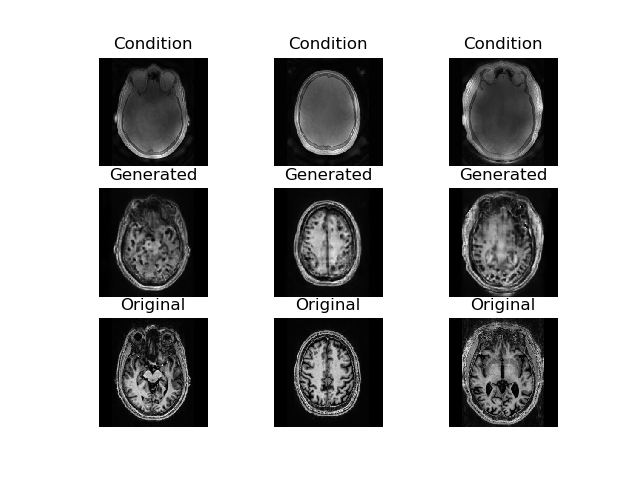 Condition Condition Condition
Generated Generated Generated
Original Original Original